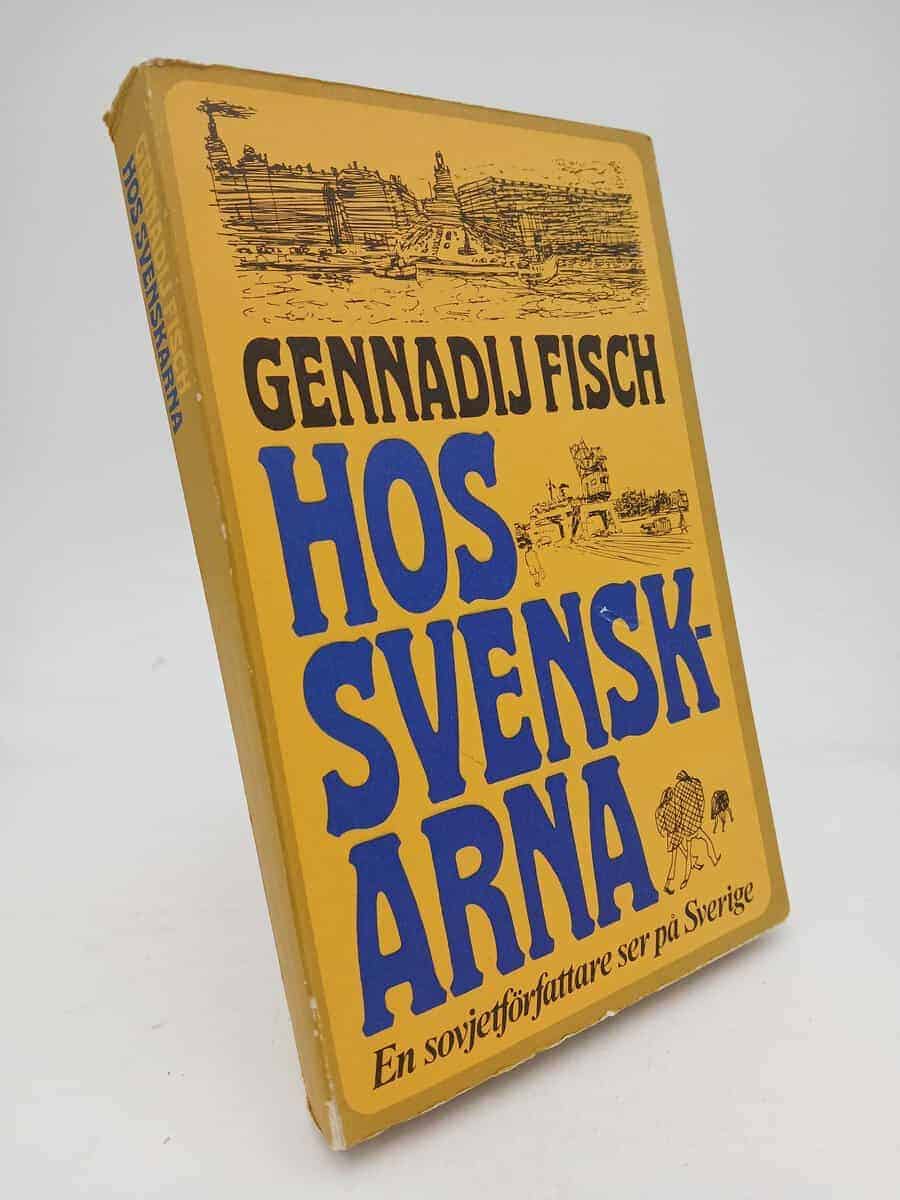 GENNADIJ FISCH
HOS SVENSKARNA
GENNADIJ FISCH
HOS
SVENSK-
ARNA
En sovjetförfattare ser på Sverige